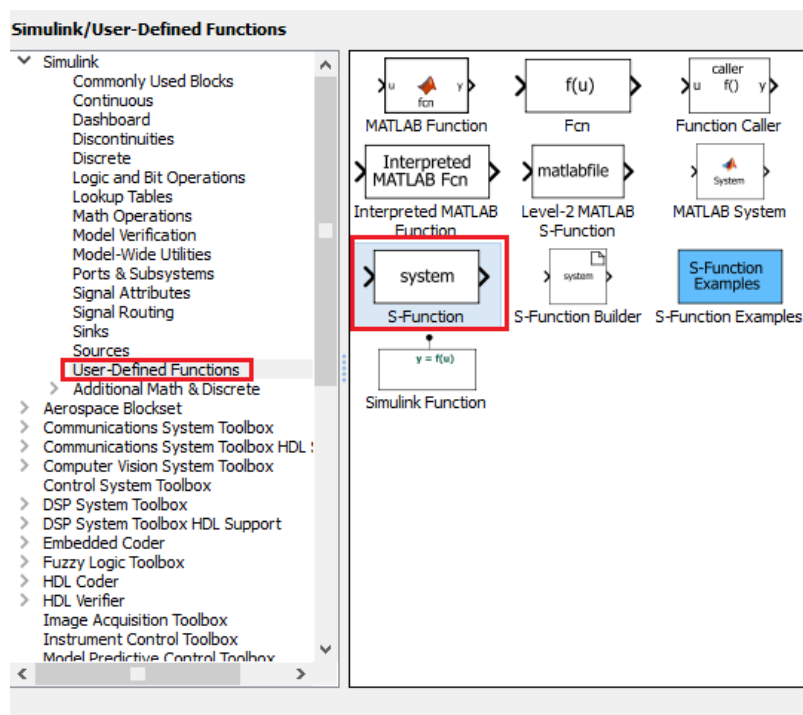 Simulink/User-Defined Functions
Simulink
Commonly Used Blocks
Continuous
Dashboard
Discontinuities
Discrete
Logic and Bit Operations
Lookup Tables
Math Operations
Model Verification
Model-Wide Utilities
Ports & Subsystems
Signal Attributes
Signal Routing
Sinks
Sources
User-Defined Functions
Additional Math & Discrete
Aerospace Blockset
Communications System Toolbox
Communications System Toolbox HDL
Computer Vision System Toolbox
Control System Toolbox
DSP System Toolbox
DSP System Toolbox HDL Support
Embedded Coder
Fuzzy Logic Toolbox
HDL Coder
HDL Verifier
Image Acquisition Toolbox
Instrument Control Toolbox
Model Predictive Control Toolbox
u y
fcn
MATLAB Function
f(u)
Fcn
caller
u f() y
Function Caller
Interpreted
MATLAB Fcn
Interpreted MATLAB
Function
matlabfile
Level-2 MATLAB
S-Function
System
MATLAB System
system
S-Function
system
S-Function Builder
S-Function
Examples
S-Function Examples
y = f(u)
Simulink Function